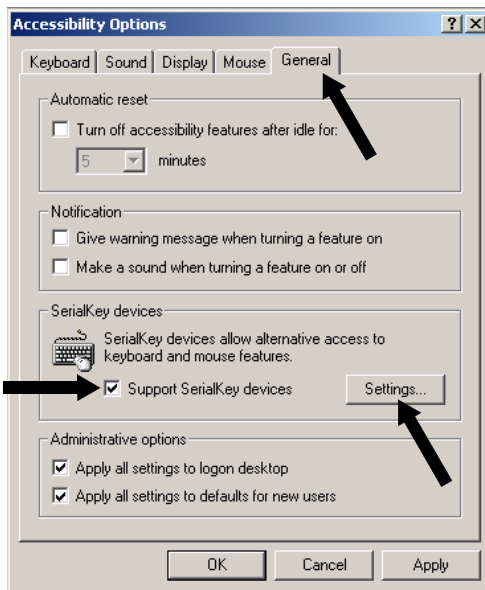 Accessibility Options
Keyboard Sound Display Mouse General
Automatic reset
Turn off accessibility features after idle for:
5 minutes
Notification
Give warning message when turning a feature on
Make a sound when turning a feature on or off
SerialKey devices
SerialKey devices allow alternative access to
keyboard and mouse features.
Support SerialKey devices Settings...
Administrative options
Apply all settings to logon desktop
Apply all settings to defaults for new users
OK Cancel Apply